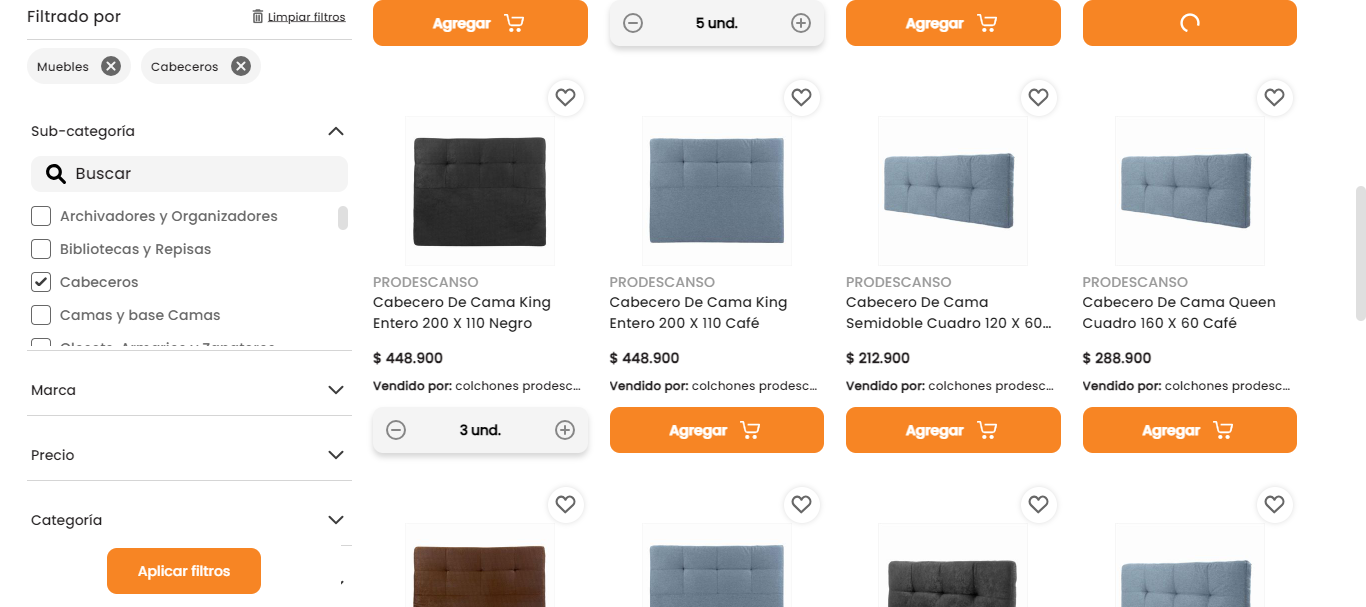 Filtrado por
Limpiar filtros
Muebles
Cabeceros
Sub-categoría
Buscar
Archivadores y Organizadores
Bibliotecas y Repisas
Cabeceros
Camas y base Camas
Closets, Armarios y Zapateros
Marca
Precio
Categoría
Aplicar filtros
Agregar
5 und.
Agregar
PRODESCANSO
Cabecero De Cama King
Entero 200 X 110 Negro
$ 448.900
Vendido por: colchones prodesc...
3 und.
PRODESCANSO
Cabecero De Cama King
Entero 200 X 110 Café
$ 448.900
Vendido por: colchones prodesc...
Agregar
PRODESCANSO
Cabecero De Cama
Semidoble Cuadro 120 X 60...
$ 212.900
Vendido por: colchones prodesc...
Agregar
PRODESCANSO
Cabecero De Cama Queen
Cuadro 160 X 60 Café
$ 288.900
Vendido por: colchones prodesc...
Agregar